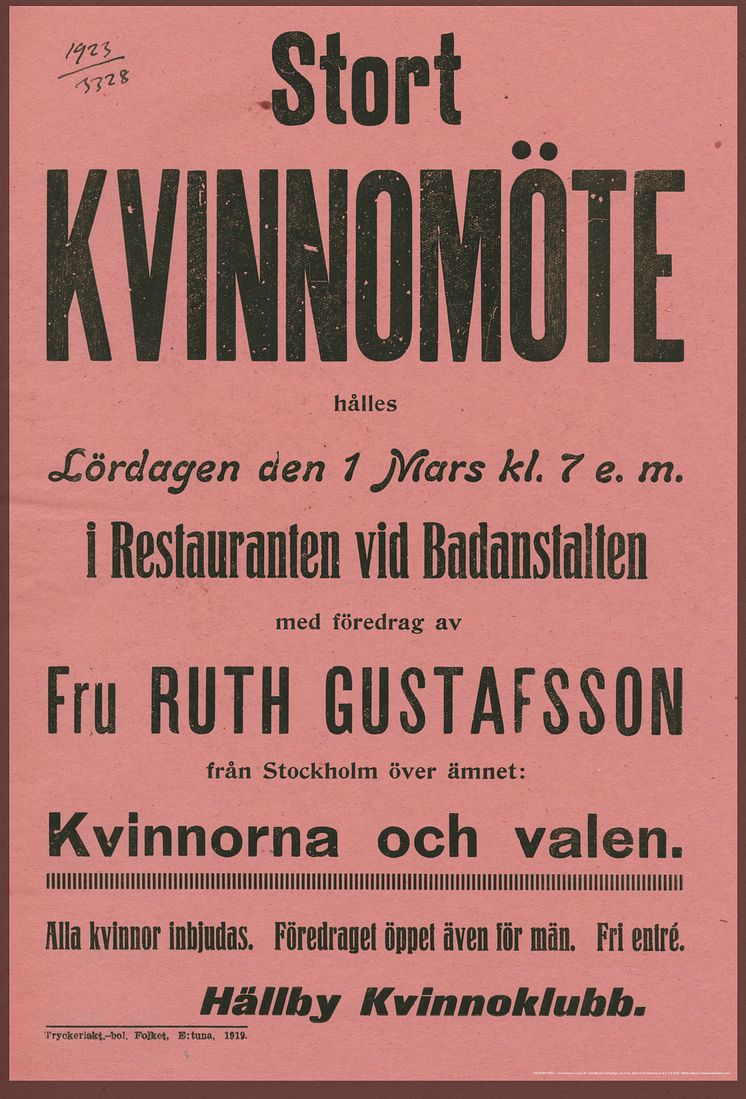 1923
3328
Stort
KVINNOMÖTE
hålles
Lördagen den 1 Mars kl. 7 e. m.
i Restauranten vid Badanstalten
med föredrag av
Fru RUTH GUSTAFSSON
från Stockholm över ämnet:
Kvinnorna och valen.
Alla kvinnor inbjudas. Föredraget öppet även för män. Fri entré.
Hällby Kvinnoklubb.
Tryckeriakt.-bol. Folket, E:tuna, 1919.